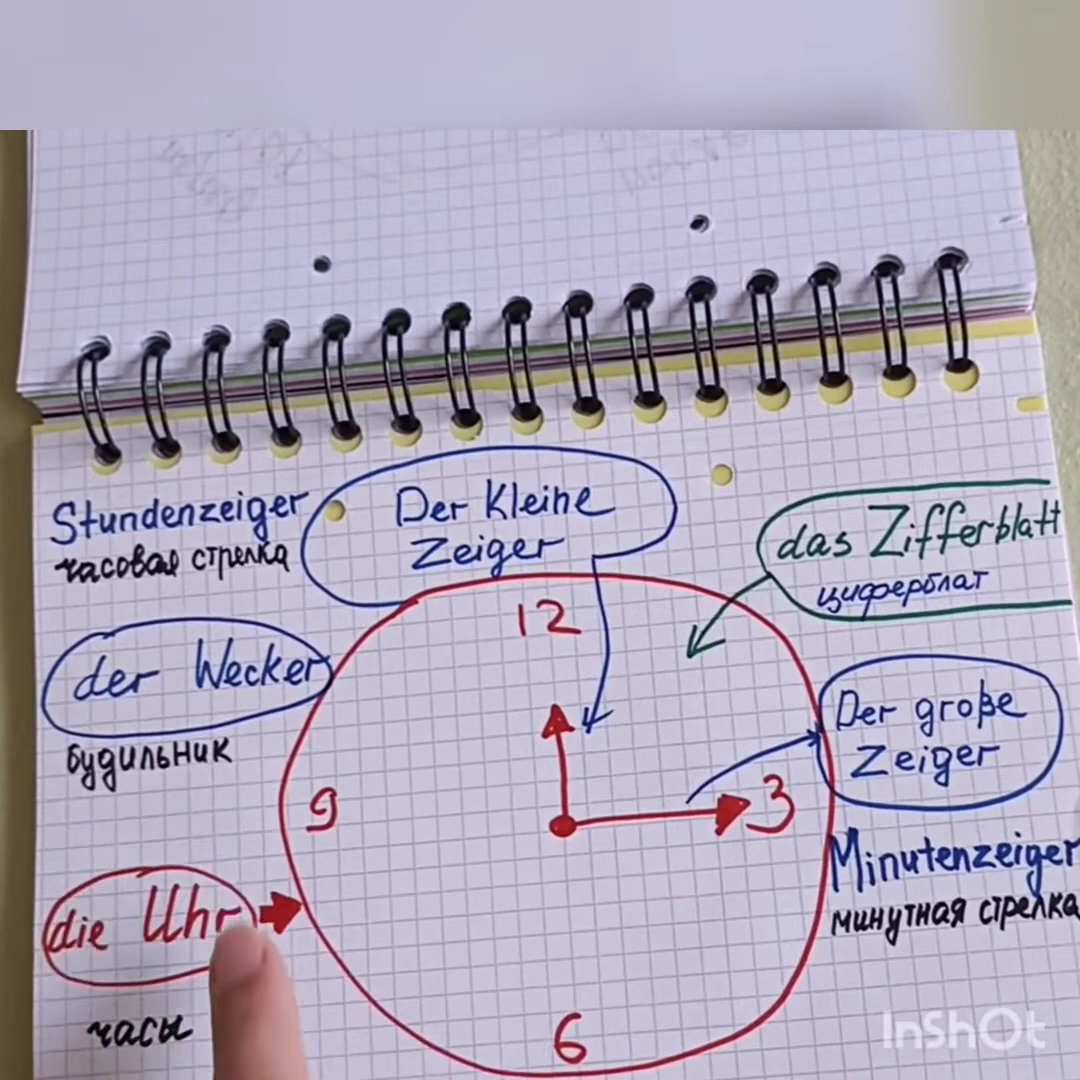 Stundenzeiger
часовая стрелка
Der Kleine
Zeiger
das Zifferblatt
циферблат
der Wecker
будильник
12
Der große
Zeiger
9
3
Minutenzeiger
минутная стрелка
die Uhr
часы
6
InShOt